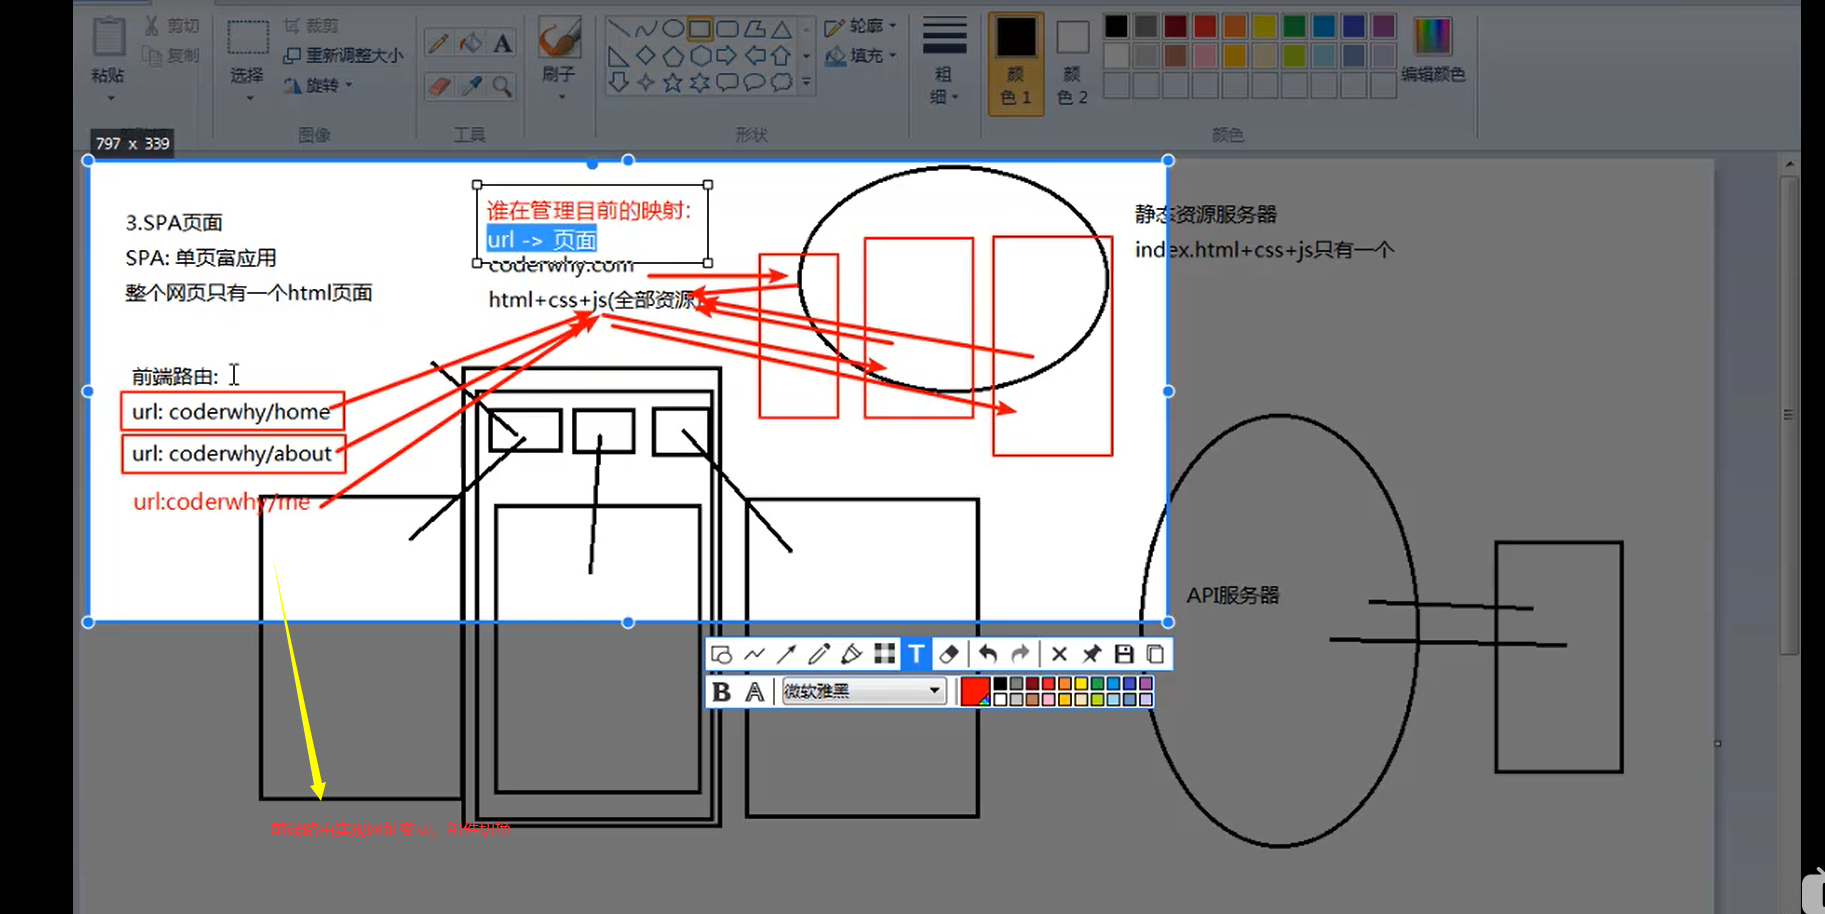 剪切
裁剪
轮廓
复制
重新调整大小
填充
粘贴
选择
旋转
刷子
粗
细
颜
色 1
颜
色 2
编辑颜色
图像
工具
形状
颜色
797 x 339
3.SPA页面
SPA: 单页富应用
整个网页只有一个html页面
谁在管理目前的映射:
url -> 页面
coderwhy.com
html+css+js(全部资源)
静态资源服务器
index.html+css+js只有一个
前端路由:
url: coderwhy/home
url: coderwhy/about
url:coderwhy/me
API服务器
T
B A 微软雅黑